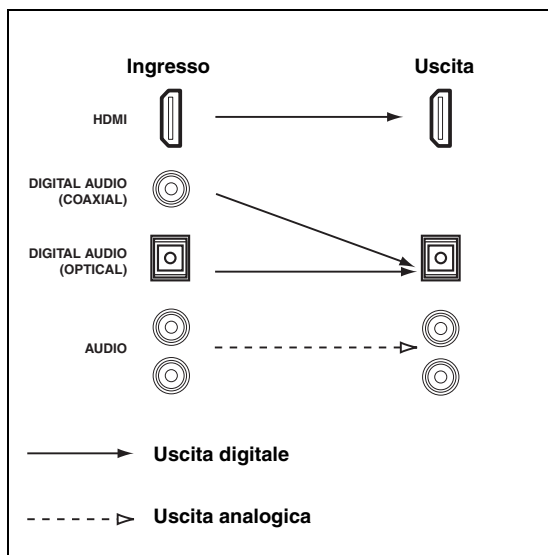 Ingresso Uscita
HDMI
DIGITAL AUDIO
(COAXIAL)
DIGITAL AUDIO
(OPTICAL)
AUDIO
Uscita digitale
Uscita analogica